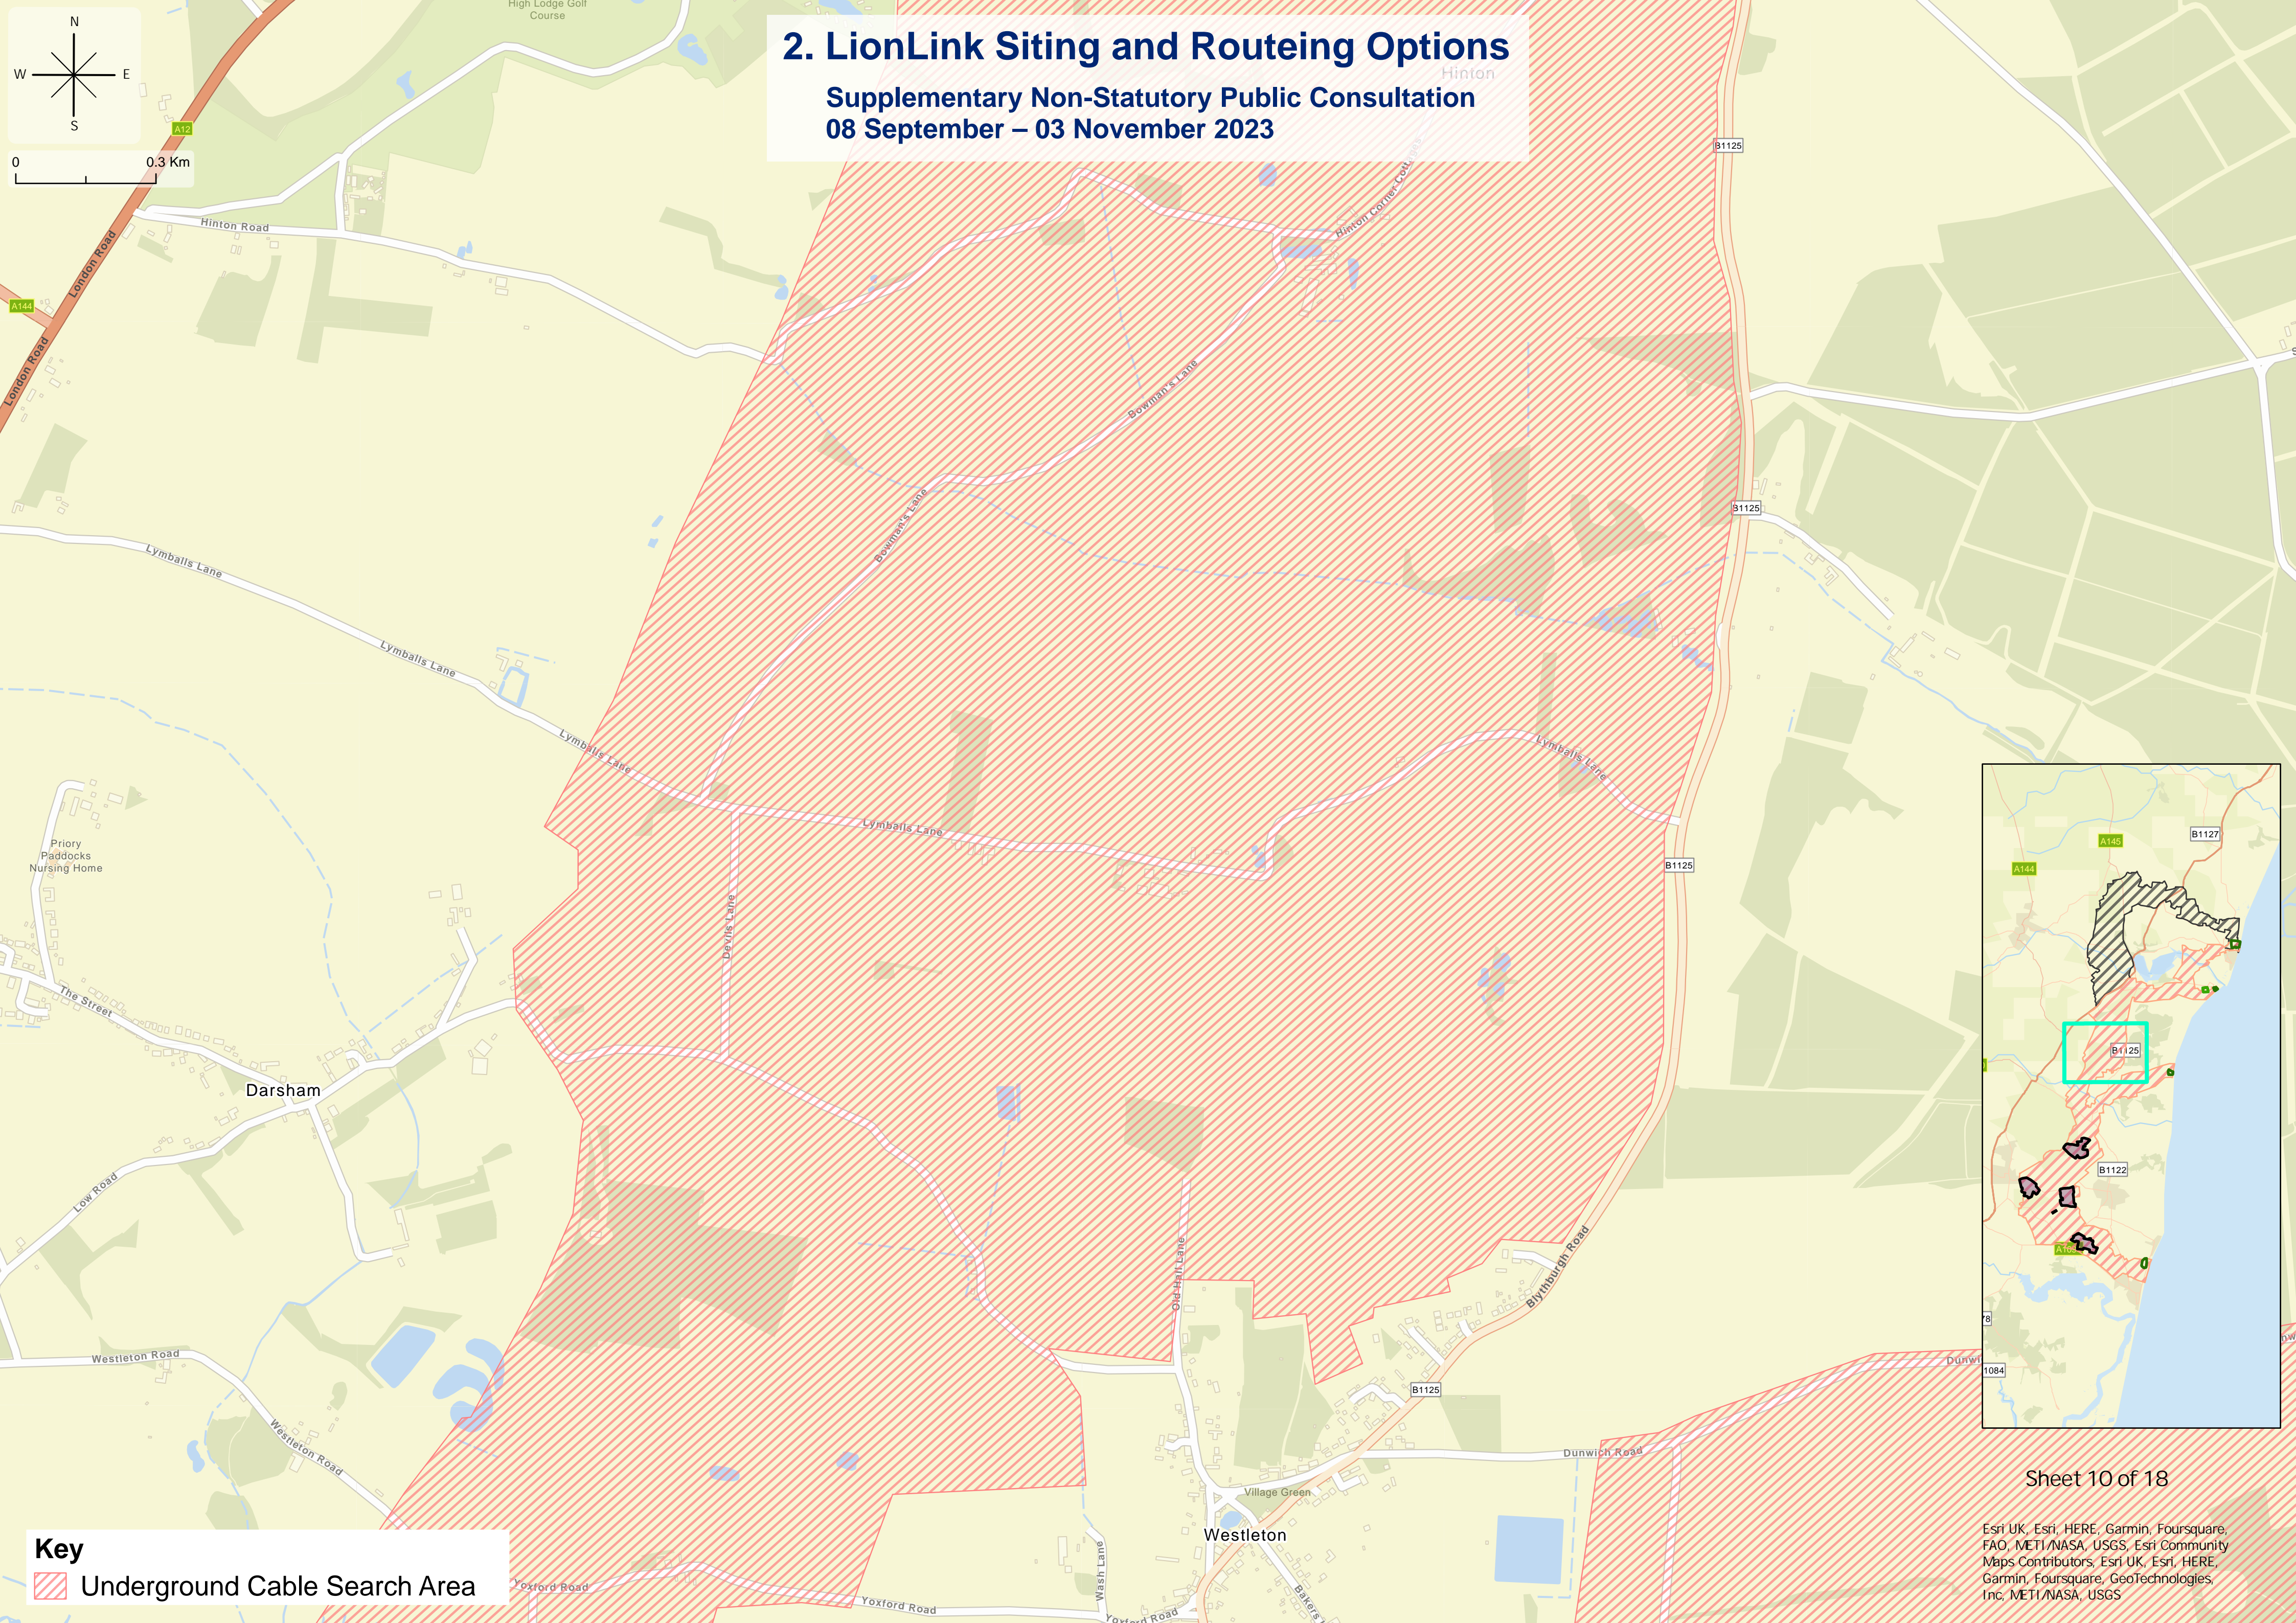 High Lodge Golf
Course
N
W
E
S
0
0.3 Km
2. LionLink Siting and Routeing Options
Supplementary Non-Statutory Public Consultation
08 September – 03 November 2023
Hinton
A12
B1125
Hinton Road
Hinton Corner
London Road
A144
London Road
Bowman's Lane
Bowman's Lane
B1125
Lymballs Lane
Lymballs Lane
Lymballs Lane
Lymballs Lane
Lymballs Lane
B1125
Priory
Paddocks
Nursing Home
Devils Lane
The Street
Darsham
Low Road
Old Hall Lane
Blythburgh Road
Westleton Road
Westleton Road
B1125
Dunwich Road
Village Green
Westleton
Wash Lane
Bakers
Yoxford Road
Yoxford Road
Yoxford Road
A145
B1127
A144
B1125
B1122
1084
Key
Underground Cable Search Area
Sheet 10 of 18
Esri UK, Esri, HERE, Garmin, Foursquare,
FAO, METI/NASA, USGS, Esri Community
Maps Contributors, Esri UK, Esri, HERE,
Garmin, Foursquare, GeoTechnologies,
Inc, METI/NASA, USGS